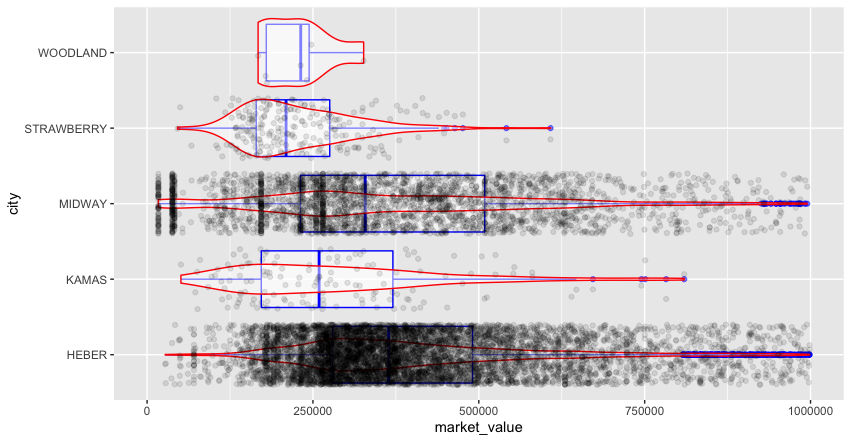 WOODLAND
STRAWBERRY
MIDWAY
KAMAS
HEBER
city
0 250000 500000 750000 1000000
market_value